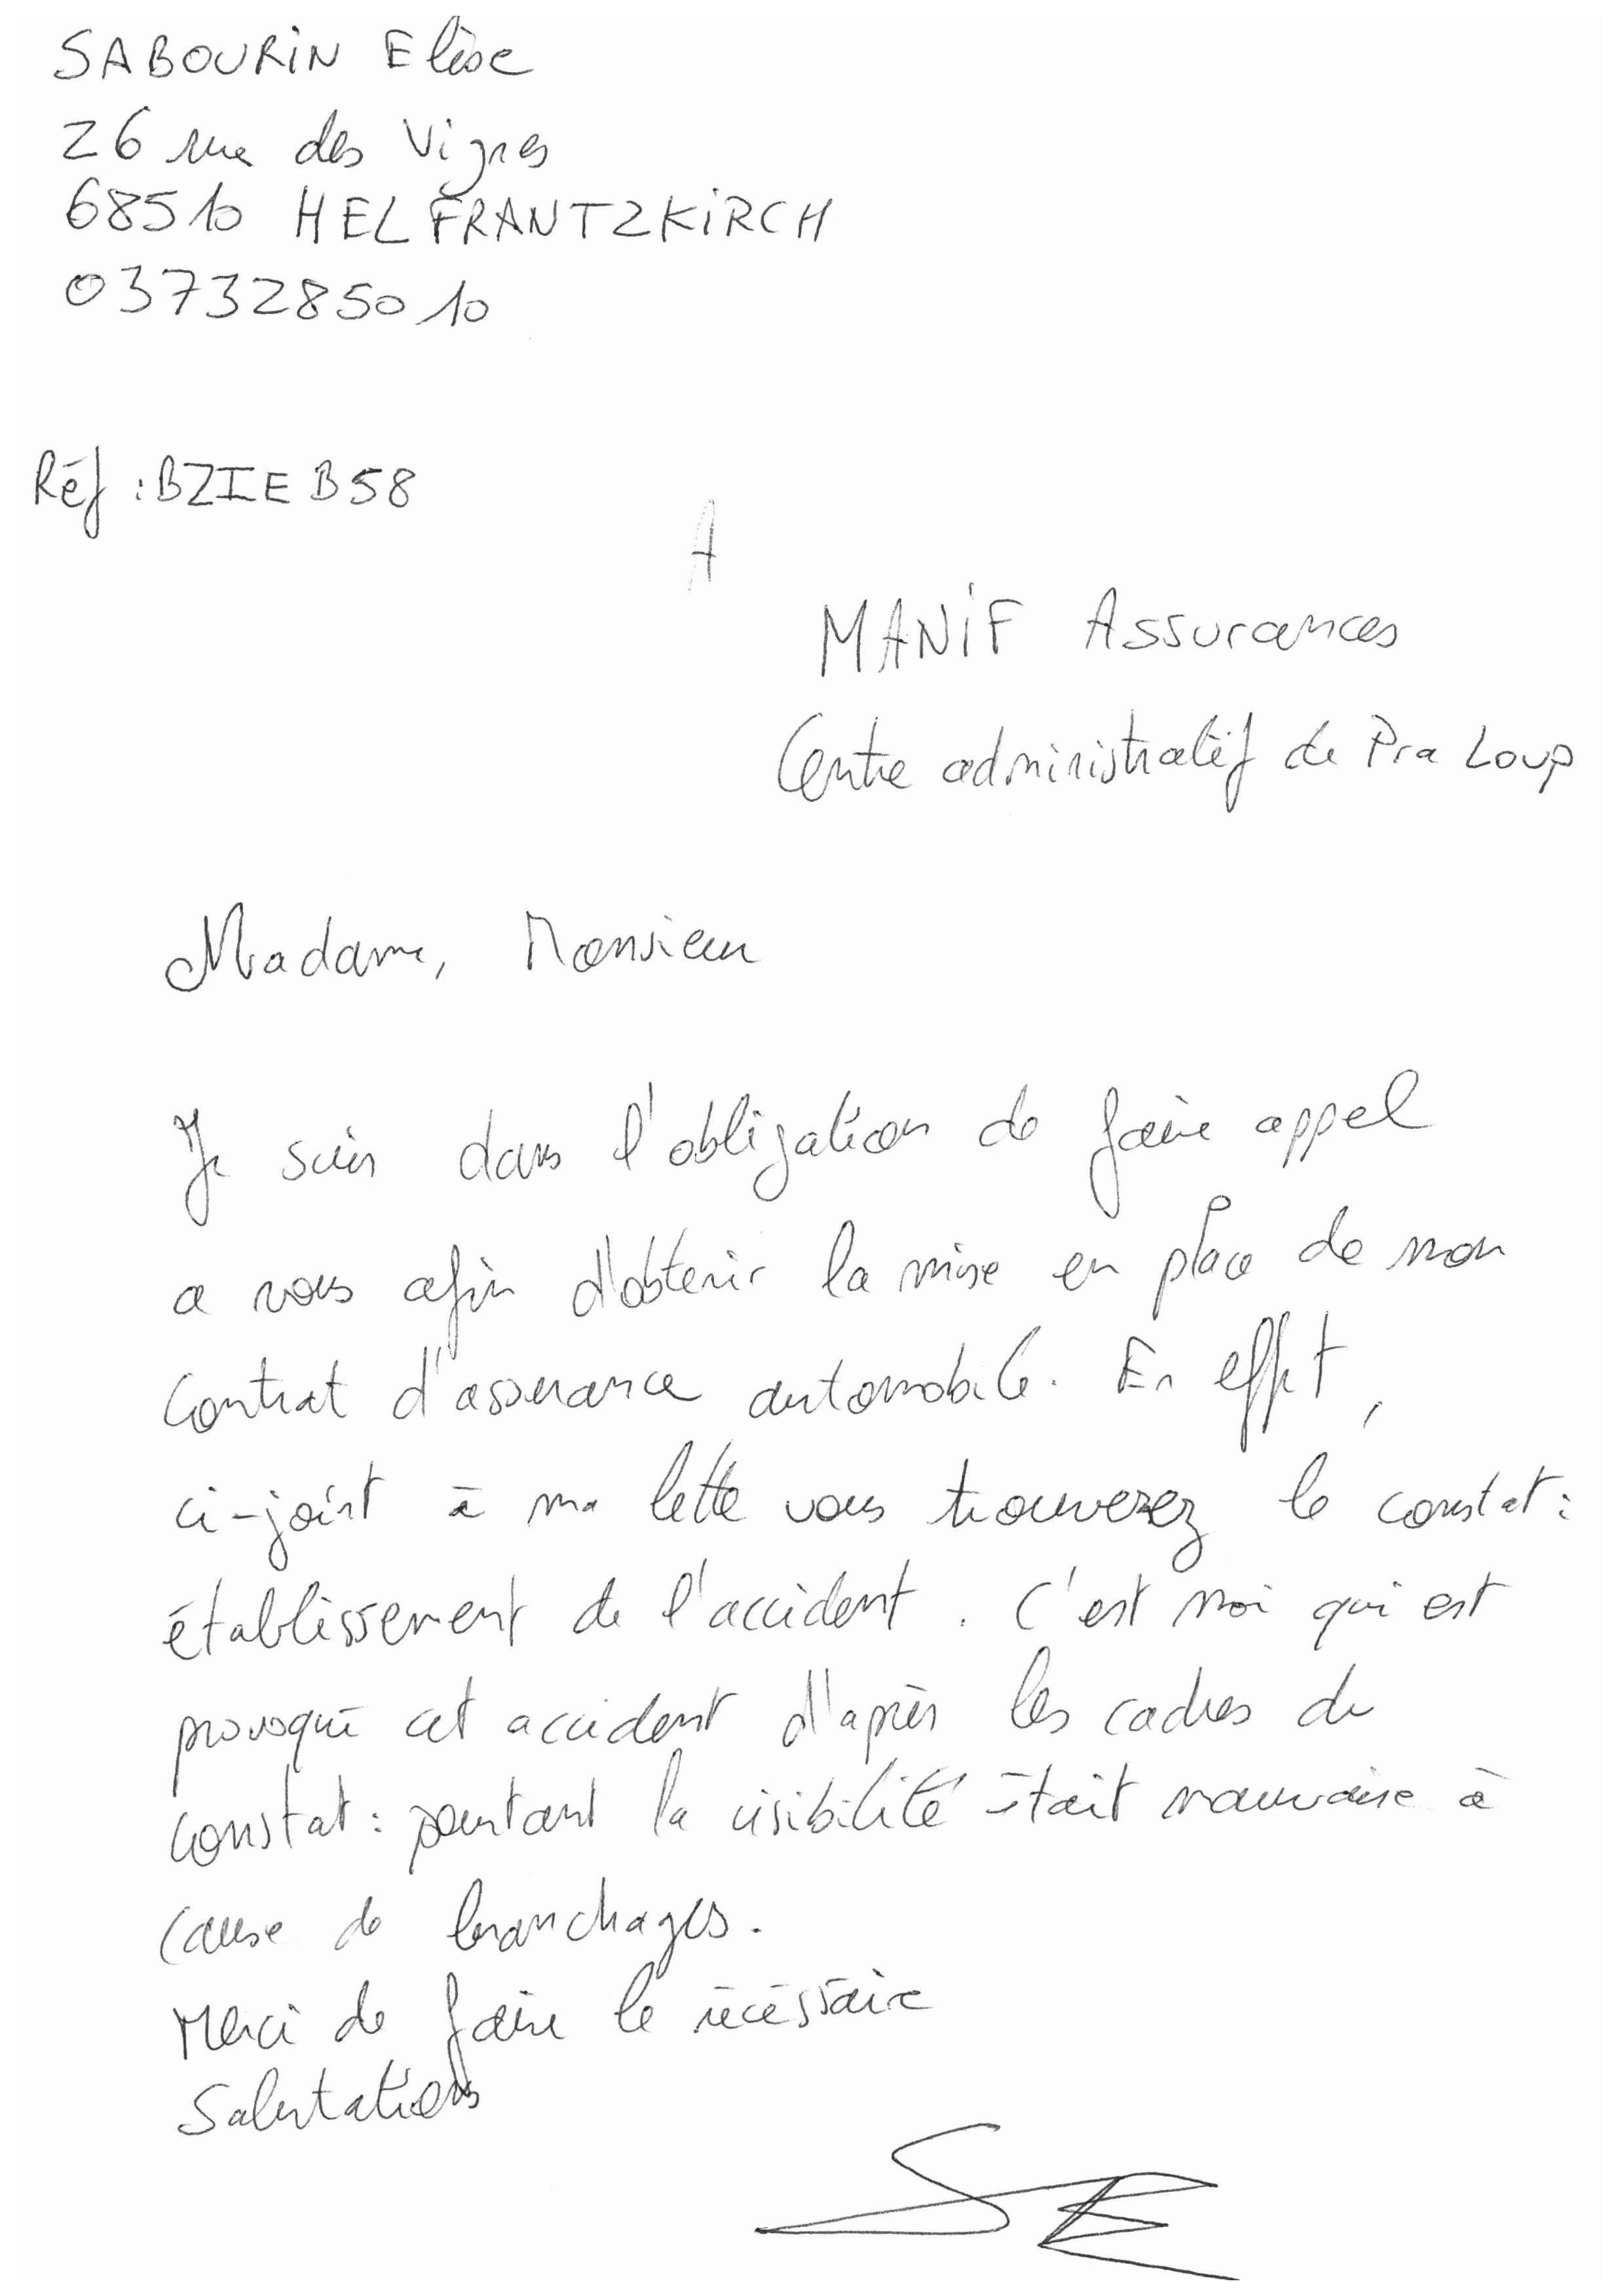 SABOURIN Elise
26 rue des Vignes
68510 HELFRANTZKIRCH
0373285010
Réf : BZIEB58
A
MANIF Assurances
Centre administratif de Pra Loup
Madame, Monsieur
Je suis dans l'obligation de faire appel
a vous afin d'obtenir la mise en place de mon
contrat d'assurance automobile. En effet,
ci-joint à ma lettre vous trouverez le constat :
établissement de l'accident. C'est moi qui est
provoqué cet accident d'après les cadres du
constat : pourtant la visibilité était mauvaise à
cause de branchages.
Merci de faire le nécéssaire
Salutations
SE